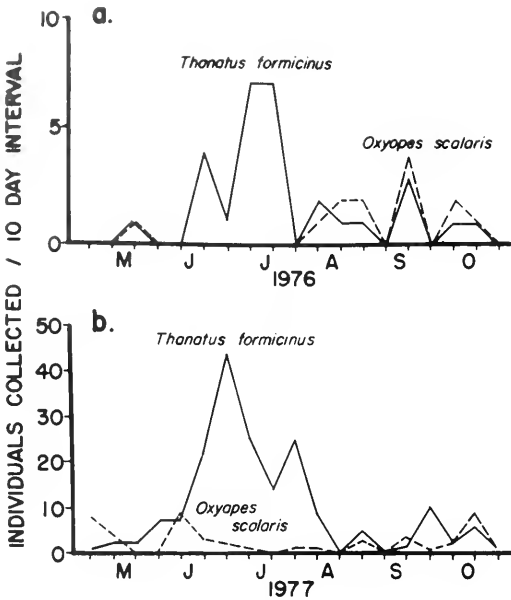 INDIVIDUALS COLLECTED / 10 DAY INTERVAL
a.
10
5
0
Thanatus formicinus
Oxyopes scalaris
M J J A S O
1976
b.
50
40
30
20
10
0
Thanatus formicinus
Oxyopes
scalaris
M J J A S O
1977